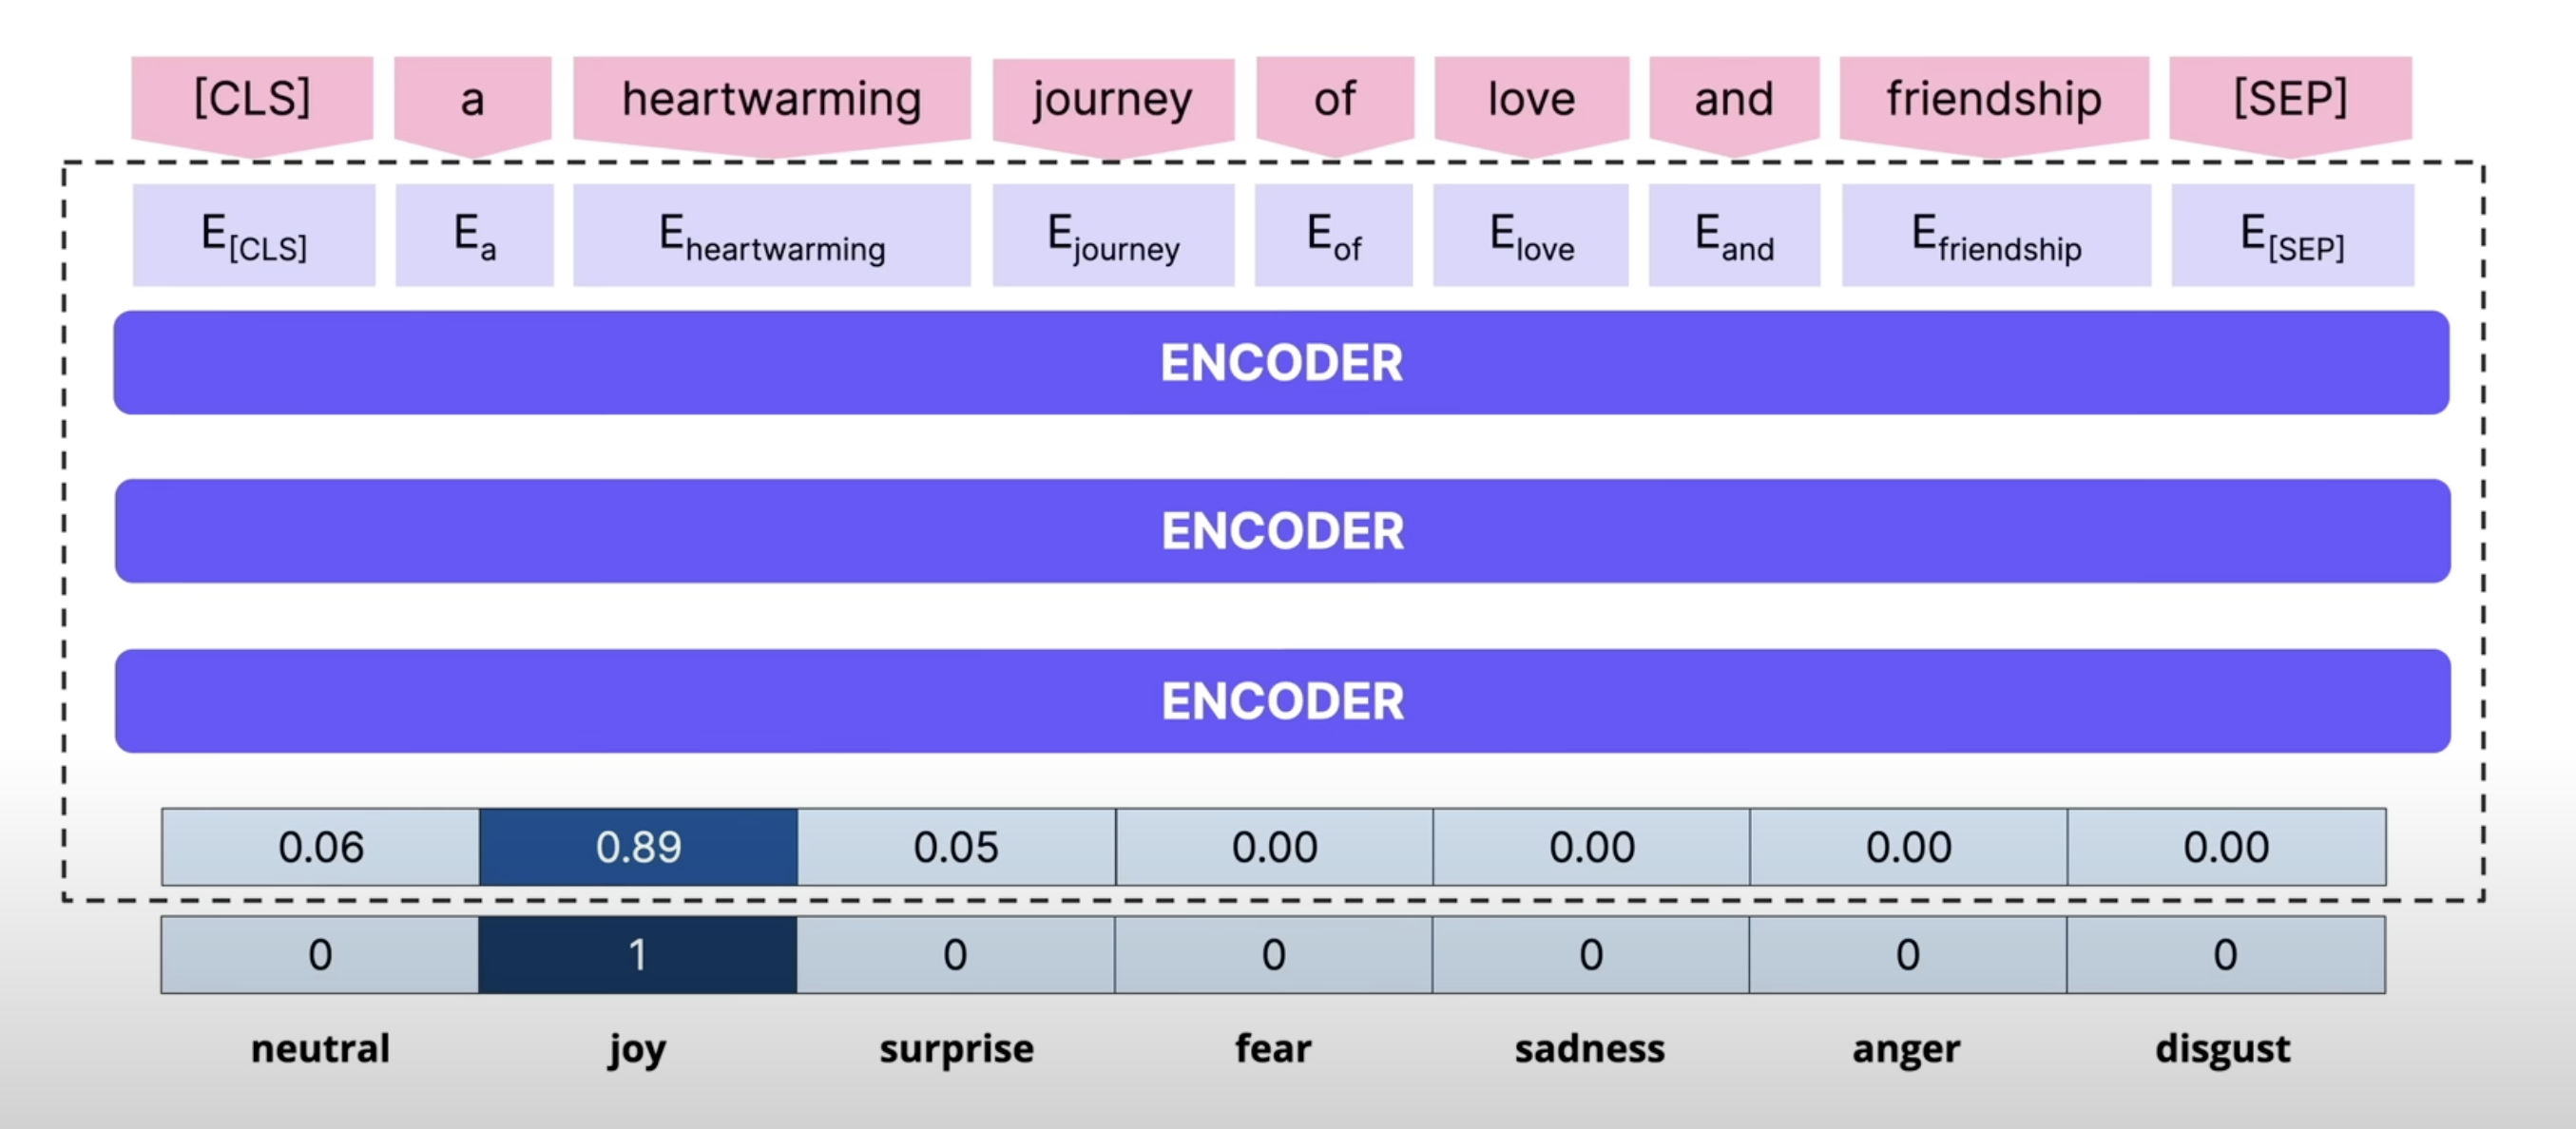 [CLS] a heartwarming journey of love and friendship [SEP]
E[CLS] Ea Eheartwarming Ejourney Eof Elove Eand Efriendship E[SEP]
ENCODER
ENCODER
ENCODER
0.06 0.89 0.05 0.00 0.00 0.00 0.00
0 1 0 0 0 0 0
neutral joy surprise fear sadness anger disgust